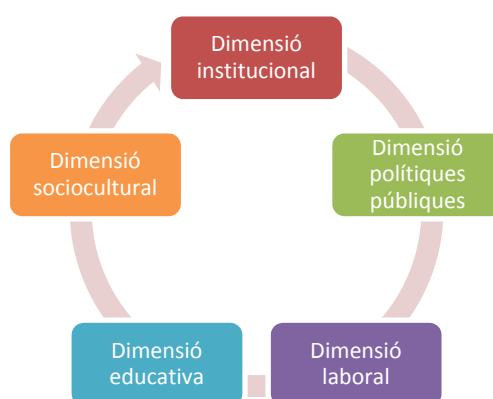 Dimensió
institucional
Dimensió
polítiques
públiques
Dimensió
laboral
Dimensió
educativa
Dimensió
sociocultural